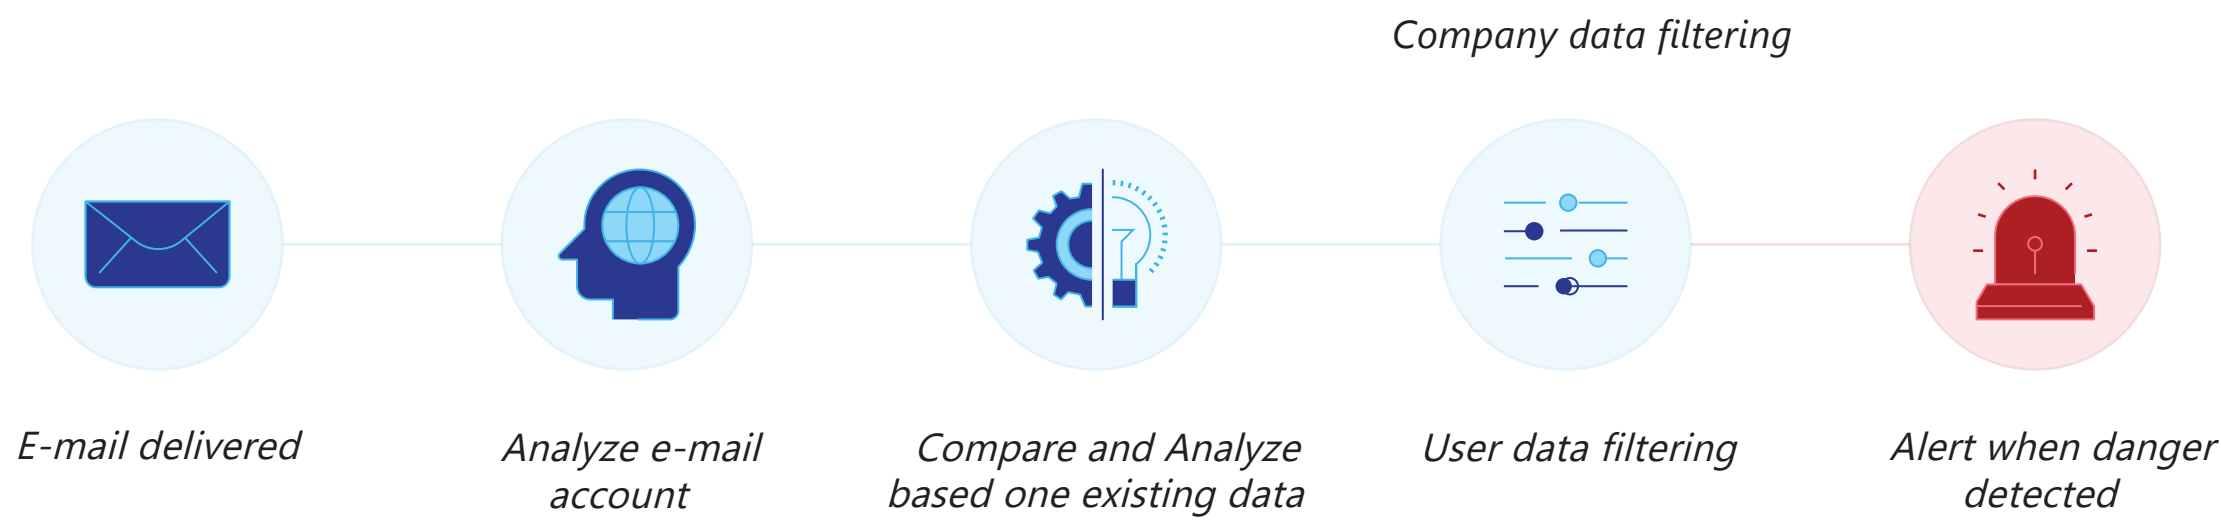 Company data filtering
E-mail delivered
Analyze e-mail
account
Compare and Analyze
based one existing data
User data filtering
Alert when danger
detected